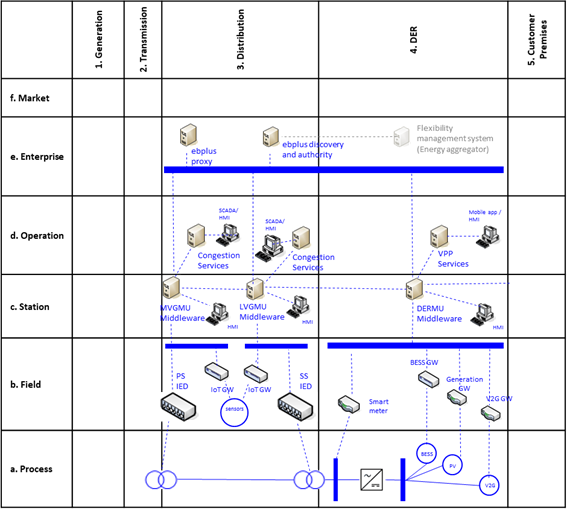 1. Generation
2. Transmission
3. Distribution
4. DER
5. Customer
Premises
f. Market
e. Enterprise
ebplus
proxy
ebplus discovery
and authority
Flexibility
management system
(Energy aggregator)
d. Operation
SCADA/
HMI
Congestion
Services
SCADA/
HMI
Congestion
Services
VPP
Services
Mobile app /
HMI
c. Station
MVGMU
Middleware
HMI
LVGMU
Middleware
HMI
DERMU
Middleware
HMI
b. Field
PS
IED
IoT GW
IoT GW
sensors
SS
IED
Smart
meter
BESS GW
Generation
GW
V2G GW
a. Process
BESS
PV
V2G